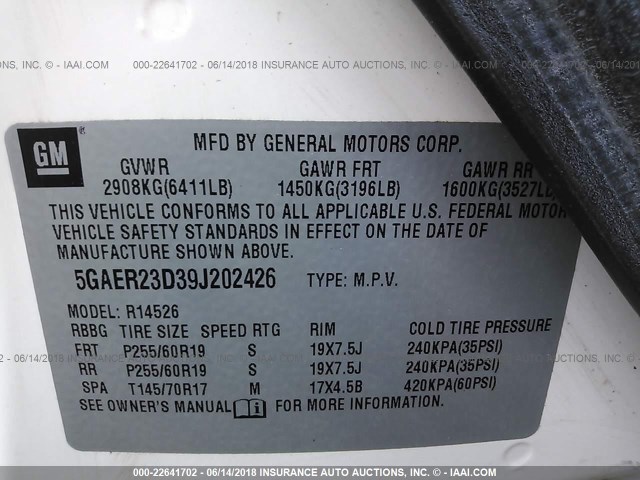 000-22641702 - 06/14/2018 INSURANCE AUTO AUCTIONS, INC. - © IAAI.COM
INC. - © IAAI.COM
GM
MFD BY GENERAL MOTORS CORP.
GVWR GAWR FRT GAWR RR
2908KG(6411LB) 1450KG(3196LB) 1600KG(3527LB)
THIS VEHICLE CONFORMS TO ALL APPLICABLE U.S. FEDERAL MOTOR
VEHICLE SAFETY STANDARDS IN EFFECT ON THE DATE OF
MANUFACTURE SHOWN ABOVE.
5GAER23D39J202426 TYPE: M.P.V.
MODEL: R14526
RBBG TIRE SIZE SPEED RTG RIM COLD TIRE PRESSURE
FRT P255/60R19 S 19X7.5J 240KPA(35PSI)
RR P255/60R19 S 19X7.5J 240KPA(35PSI)
SPA T145/70R17 M 17X4.5B 420KPA(60PSI)
SEE OWNER'S MANUAL i FOR MORE INFORMATION.
000-22641702 - 06/14/2018 INSURANCE AUTO AUCTIONS, INC. - © IAAI.COM